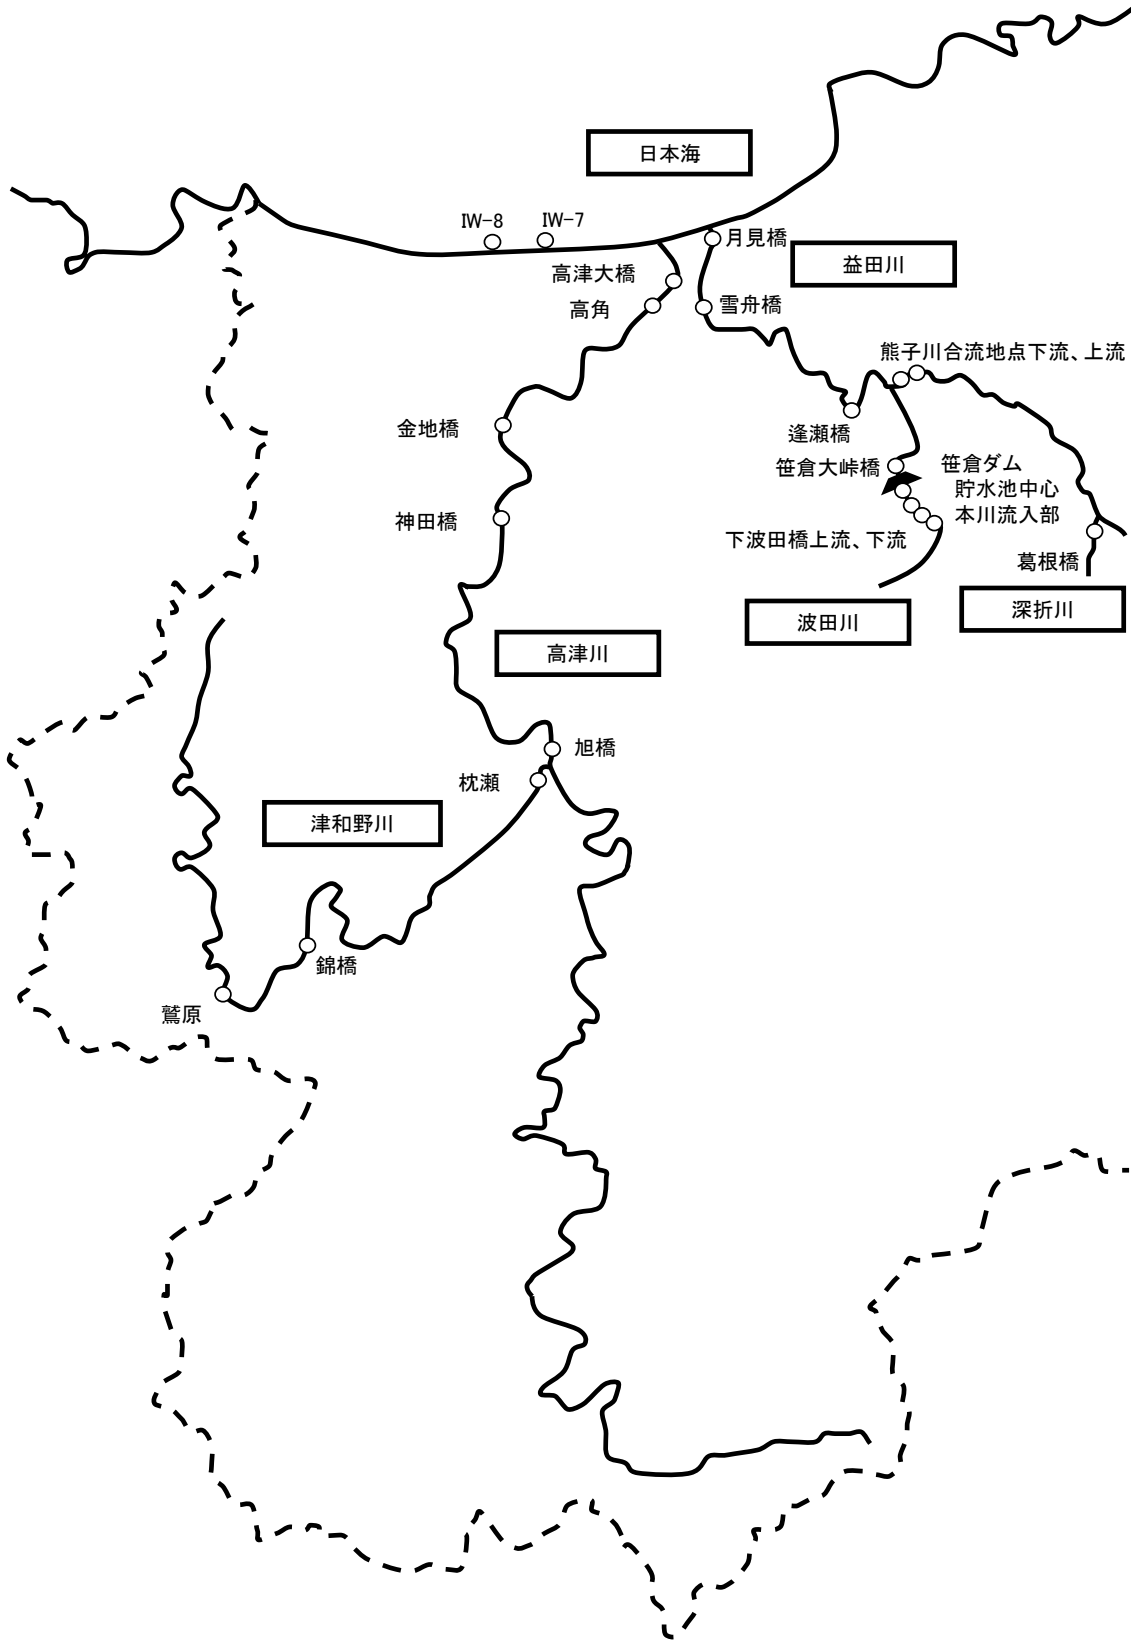 日本海
IW-8
IW-7
月見橋
益田川
高津大橋
高角
雪舟橋
熊子川合流地点下流、上流
金地橋
逢瀬橋
笹倉大峠橋
笹倉ダム
貯水池中心
本川流入部
神田橋
下波田橋上流、下流
葛根橋
波田川
深折川
高津川
旭橋
枕瀬
津和野川
錦橋
鷲原